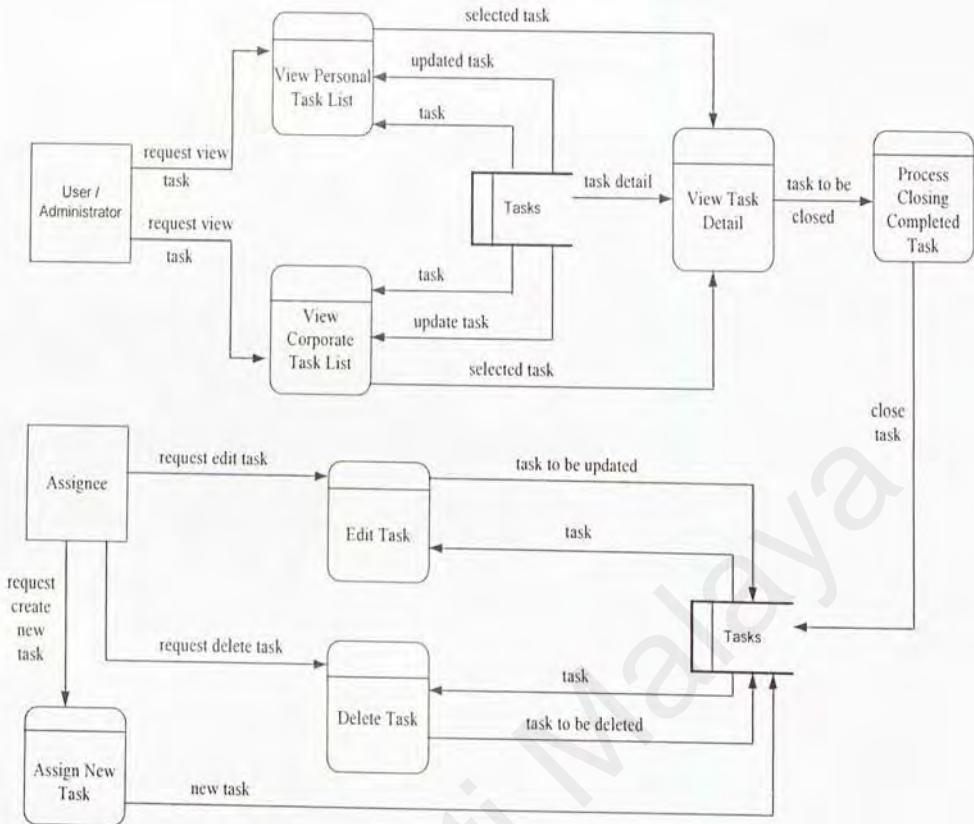 selected task
View Personal
Task List
updated task
task
request view
task
User /
Administrator
request view
task
Tasks
task detail
View Task
Detail
task to be
closed
Process
Closing
Completed
Task
task
View
Corporate
Task List
update task
selected task
close
task
Assignee
request edit task
Edit Task
task to be updated
task
request
create
new
task
request delete task
Tasks
Delete Task
task
task to be deleted
Assign New
Task
new task
ti Malaya